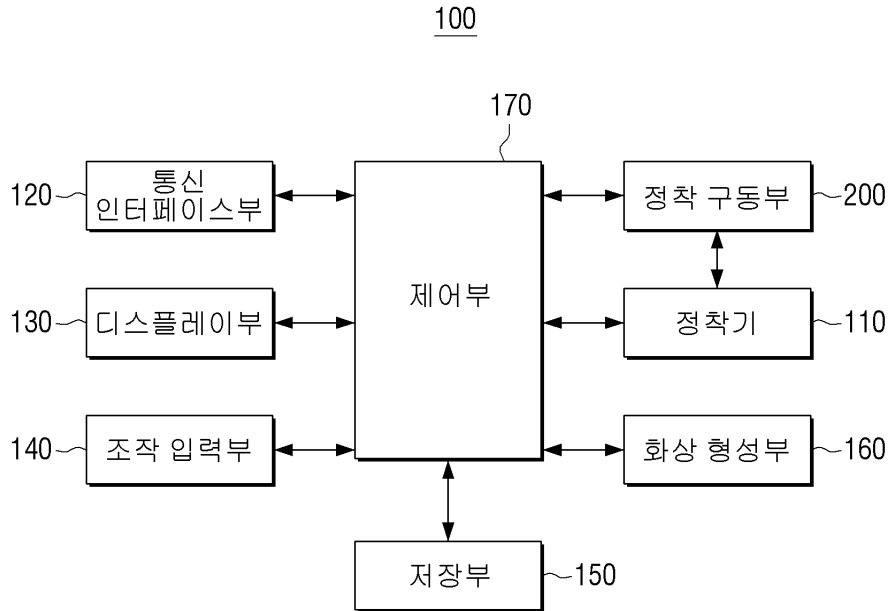 100
170
120
통신
인터페이스부
정착 구동부
200
130
디스플레이부
제어부
정착기
110
140
조작 입력부
화상 형성부
160
저장부
150